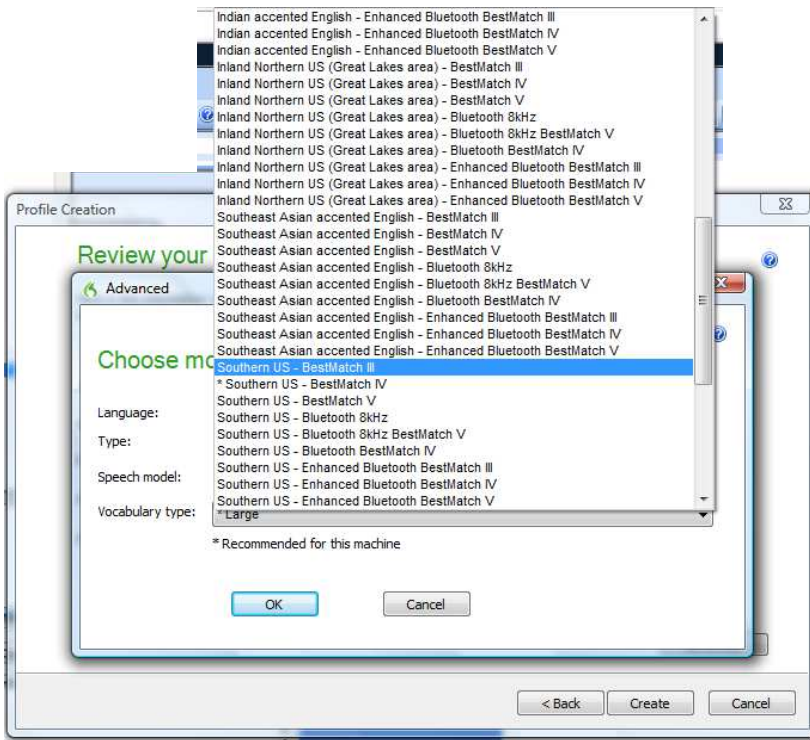 Indian accented English - Enhanced Bluetooth BestMatch III
Indian accented English - Enhanced Bluetooth BestMatch IV
Indian accented English - Enhanced Bluetooth BestMatch V
Inland Northern US (Great Lakes area) - BestMatch III
Inland Northern US (Great Lakes area) - BestMatch IV
Inland Northern US (Great Lakes area) - BestMatch V
Inland Northern US (Great Lakes area) - Bluetooth 8kHz
Inland Northern US (Great Lakes area) - Bluetooth 8kHz BestMatch V
Inland Northern US (Great Lakes area) - Bluetooth BestMatch IV
Inland Northern US (Great Lakes area) - Enhanced Bluetooth BestMatch III
Inland Northern US (Great Lakes area) - Enhanced Bluetooth BestMatch IV
Inland Northern US (Great Lakes area) - Enhanced Bluetooth BestMatch V
Southeast Asian accented English - BestMatch III
Southeast Asian accented English - BestMatch IV
Southeast Asian accented English - BestMatch V
Southeast Asian accented English - Bluetooth 8kHz
Southeast Asian accented English - Bluetooth 8kHz BestMatch V
Southeast Asian accented English - Bluetooth BestMatch IV
Southeast Asian accented English - Enhanced Bluetooth BestMatch III
Southeast Asian accented English - Enhanced Bluetooth BestMatch IV
Southeast Asian accented English - Enhanced Bluetooth BestMatch V
Southern US - BestMatch III
* Southern US - BestMatch IV
Southern US - BestMatch V
Southern US - Bluetooth 8kHz
Southern US - Bluetooth 8kHz BestMatch V
Southern US - Bluetooth BestMatch IV
Southern US - Enhanced Bluetooth BestMatch III
Southern US - Enhanced Bluetooth BestMatch IV
Southern US - Enhanced Bluetooth BestMatch V
Profile Creation
Review your
Advanced
Choose mo
Language:
Type:
Speech model:
Vocabulary type:
* Large
* Recommended for this machine
OK
Cancel
< Back
Create
Cancel